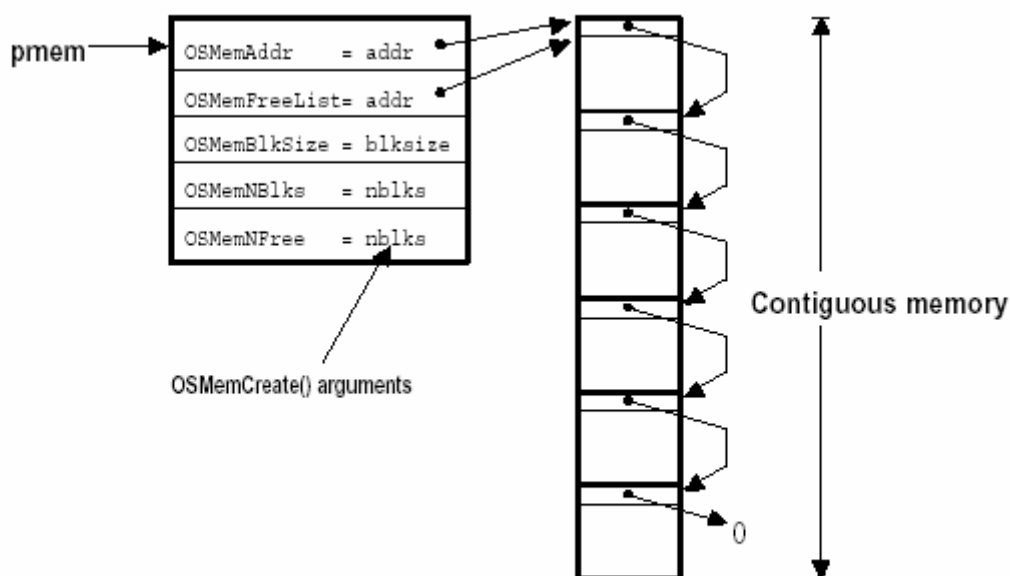 pmem
OSMemAddr = addr
OSMemFreeList= addr
OSMemBlkSize = blksize
OSMemNBlks = nblks
OSMemNFree = nblks
OSMemCreate() arguments
Contiguous memory
0